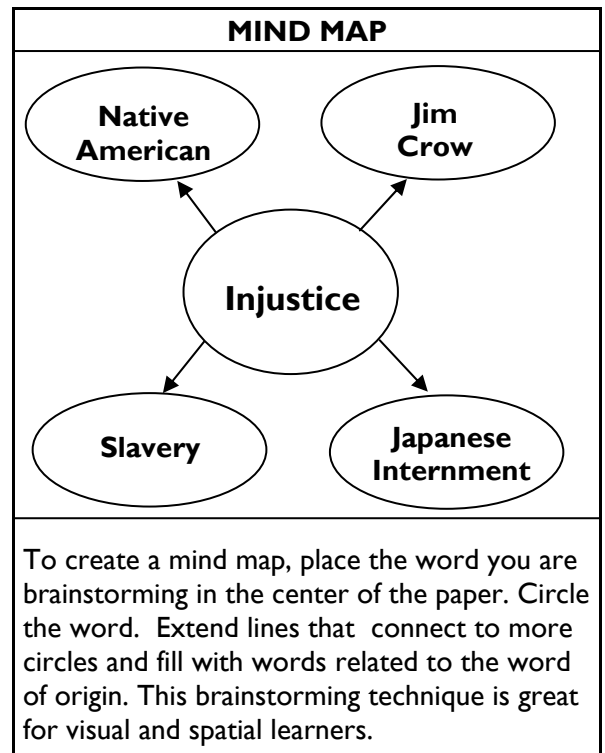 MIND MAP
Native
American
Jim
Crow
Injustice
Slavery
Japanese
Internment
To create a mind map, place the word you are
brainstorming in the center of the paper. Circle
the word.  Extend lines that  connect to more
circles and fill with words related to the word
of origin. This brainstorming technique is great
for visual and spatial learners.